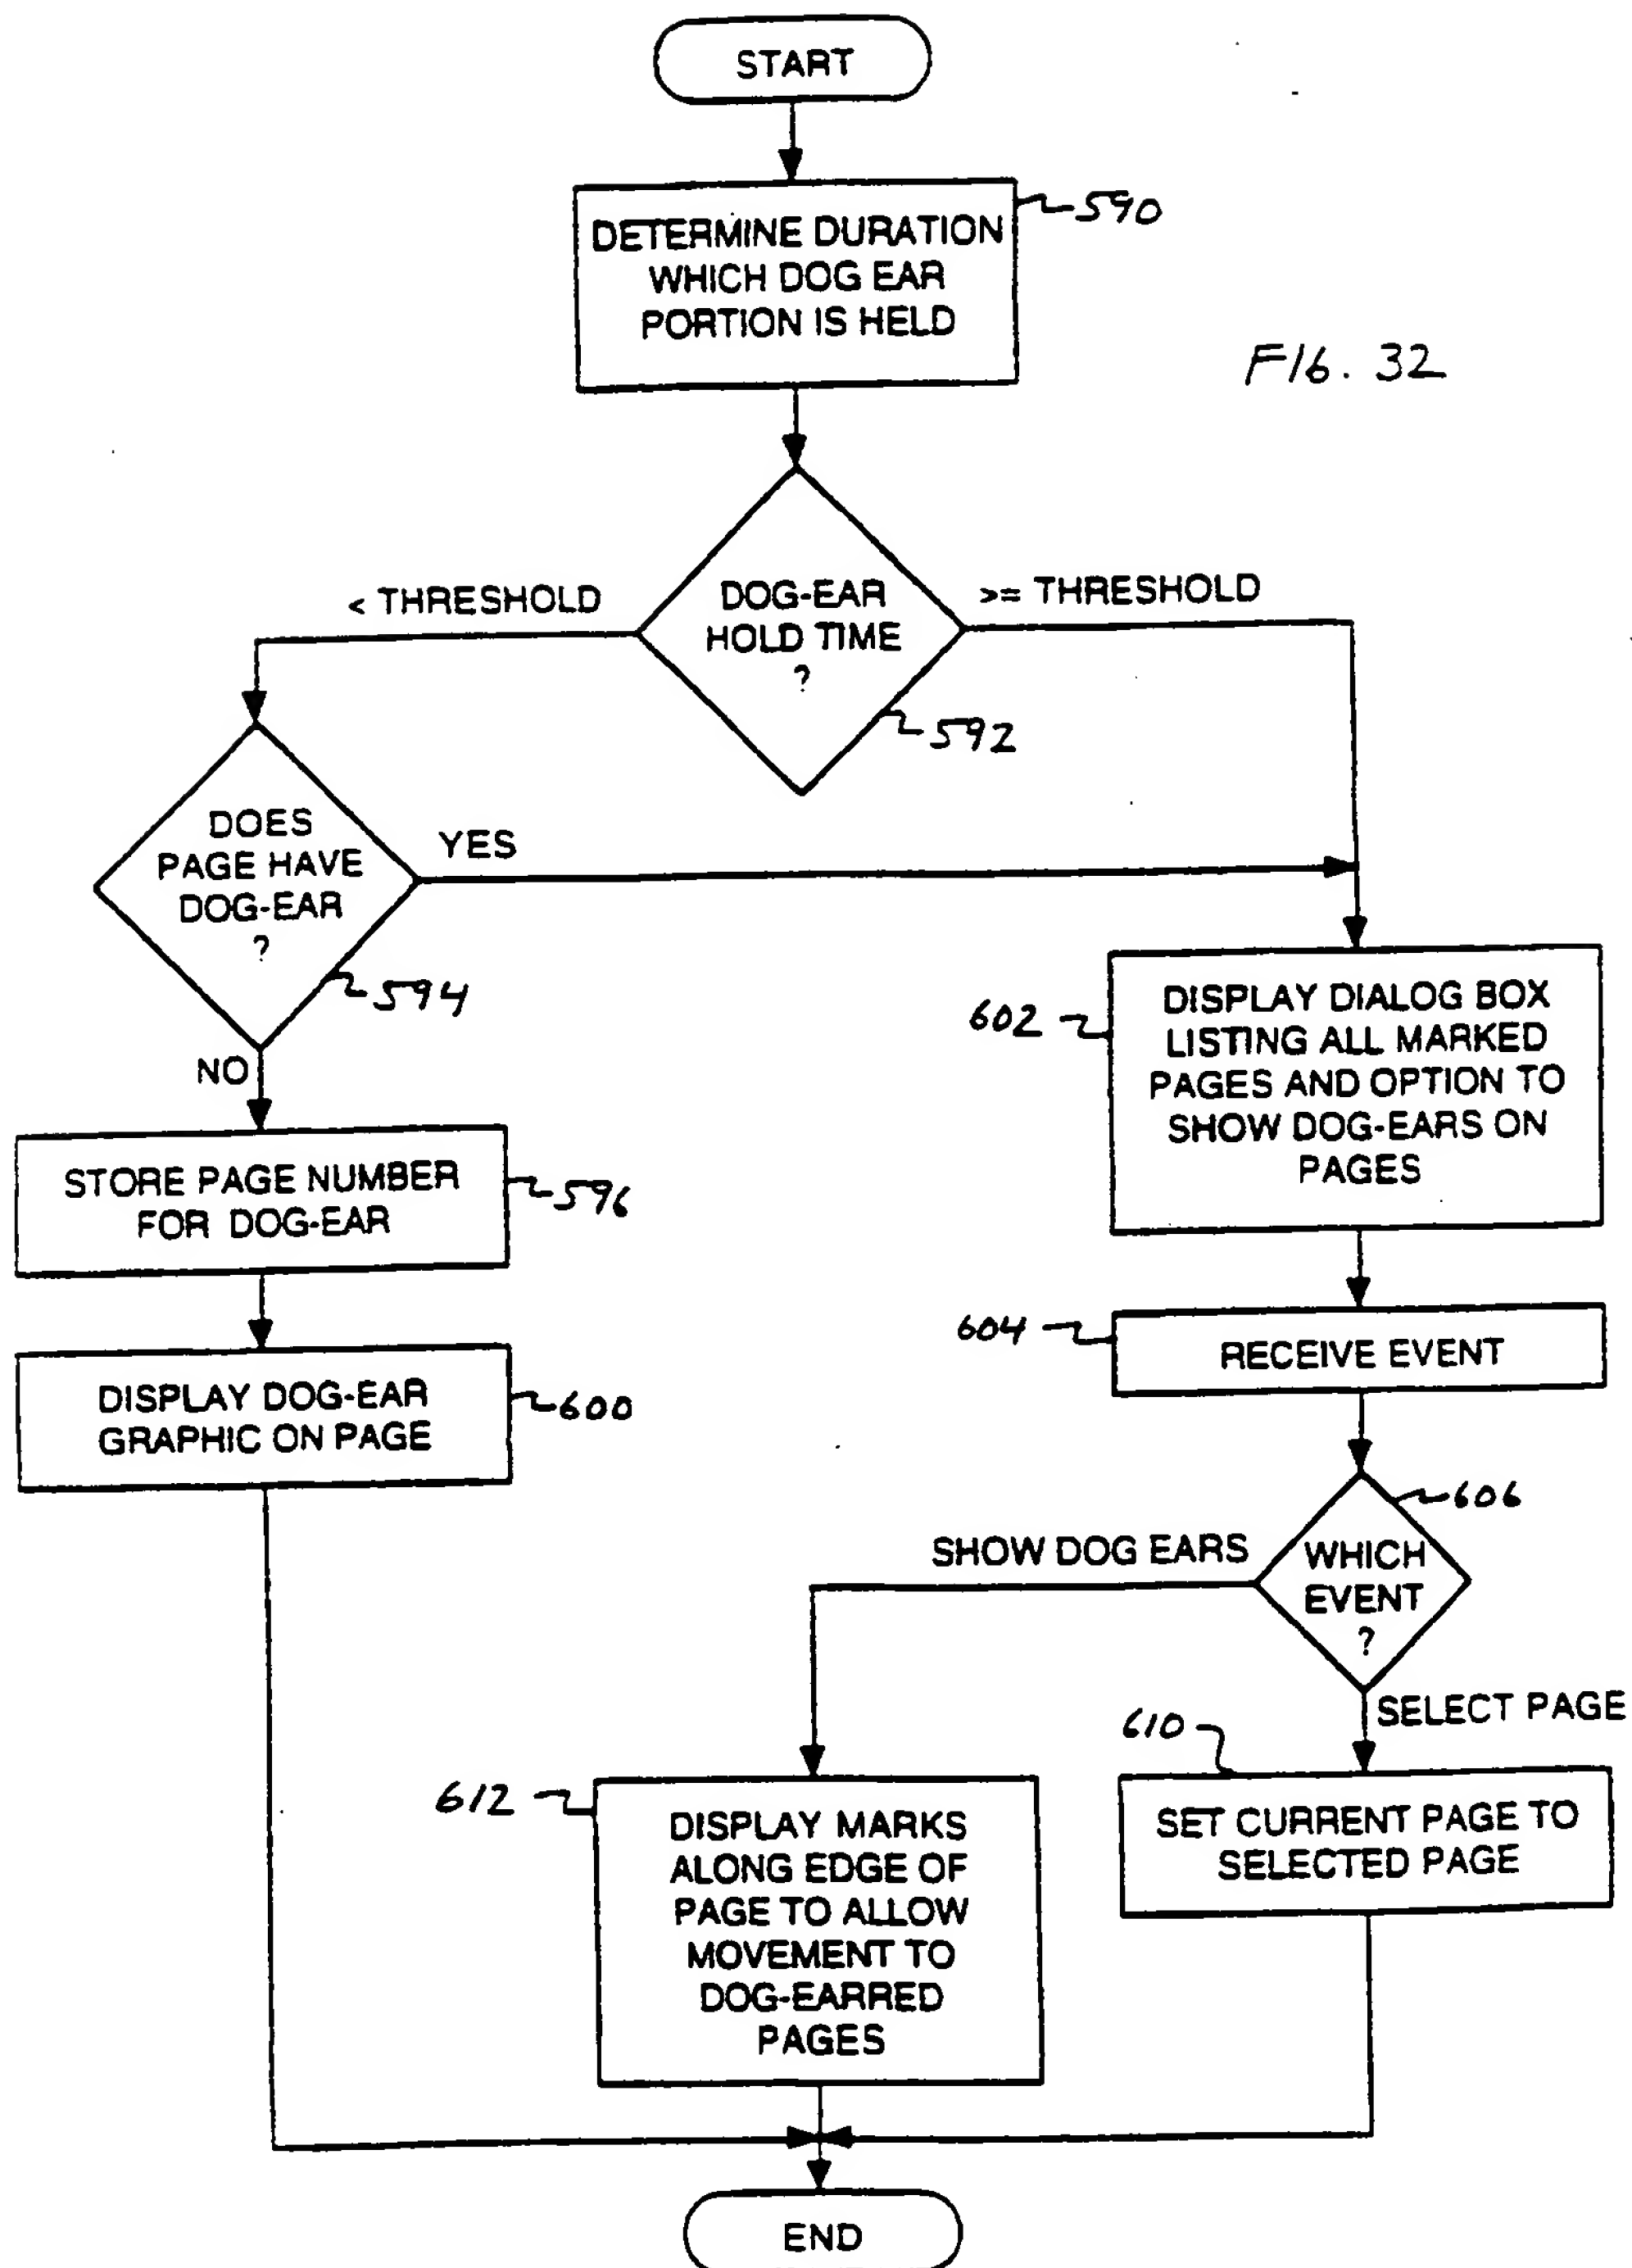 START
DETERMINE DURATION
WHICH DOG EAR
PORTION IS HELD
590
FIG. 32
< THRESHOLD
DOG-EAR
HOLD TIME
?
>= THRESHOLD
592
DOES
PAGE HAVE
DOG-EAR
?
YES
594
NO
602
DISPLAY DIALOG BOX
LISTING ALL MARKED
PAGES AND OPTION TO
SHOW DOG-EARS ON
PAGES
STORE PAGE NUMBER
FOR DOG-EAR
596
604
RECEIVE EVENT
DISPLAY DOG-EAR
GRAPHIC ON PAGE
600
606
SHOW DOG EARS
WHICH
EVENT
?
SELECT PAGE
610
612
DISPLAY MARKS
ALONG EDGE OF
PAGE TO ALLOW
MOVEMENT TO
DOG-EARRED
PAGES
SET CURRENT PAGE TO
SELECTED PAGE
END